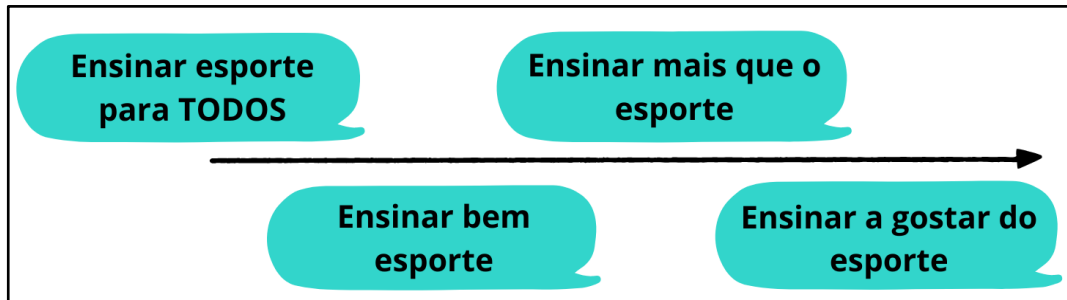 Ensinar esporte
para TODOS
Ensinar mais que o
esporte
Ensinar bem
esporte
Ensinar a gostar do
esporte